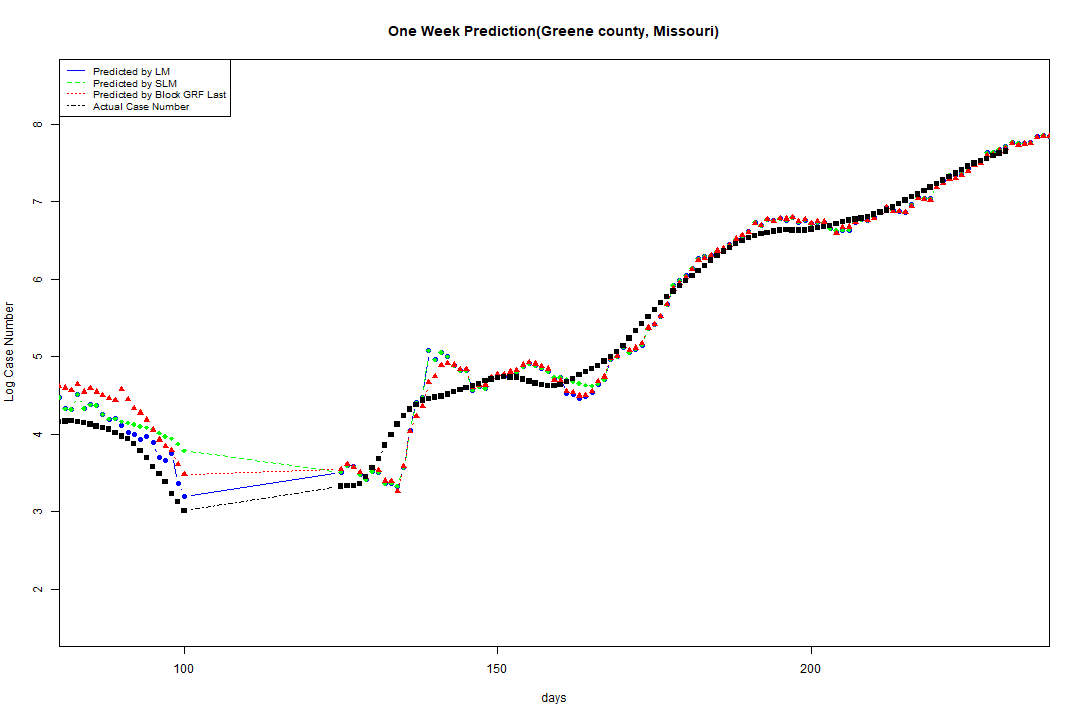 One Week Prediction(Greene county, Missouri)
Predicted by LM
Predicted by SLM
Predicted by Block GRF Last
Actual Case Number
Log Case Number
8
7
6
5
4
3
2
100
150
200
days